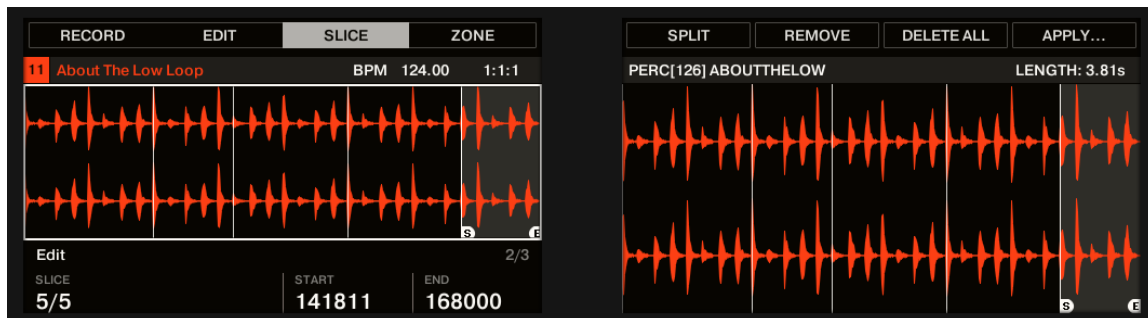 RECORD EDIT SLICE ZONE
11 About The Low Loop BPM 124.00 1:1:1
S E
Edit 2/3
SLICE START END
5/5 141811 168000
SPLIT REMOVE DELETE ALL APPLY...
PERC[126] ABOUTTHELOW LENGTH: 3.81s
S E